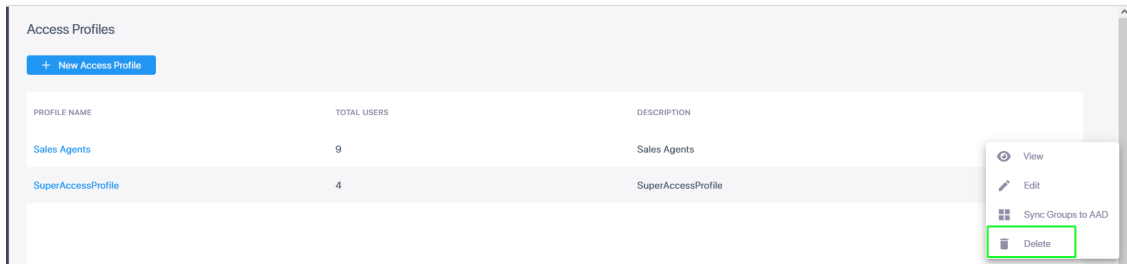 Access Profiles
+ New Access Profile
PROFILE NAME TOTAL USERS DESCRIPTION
Sales Agents 9 Sales Agents
SuperAccessProfile 4 SuperAccessProfile
View
Edit
Sync Groups to AAD
Delete